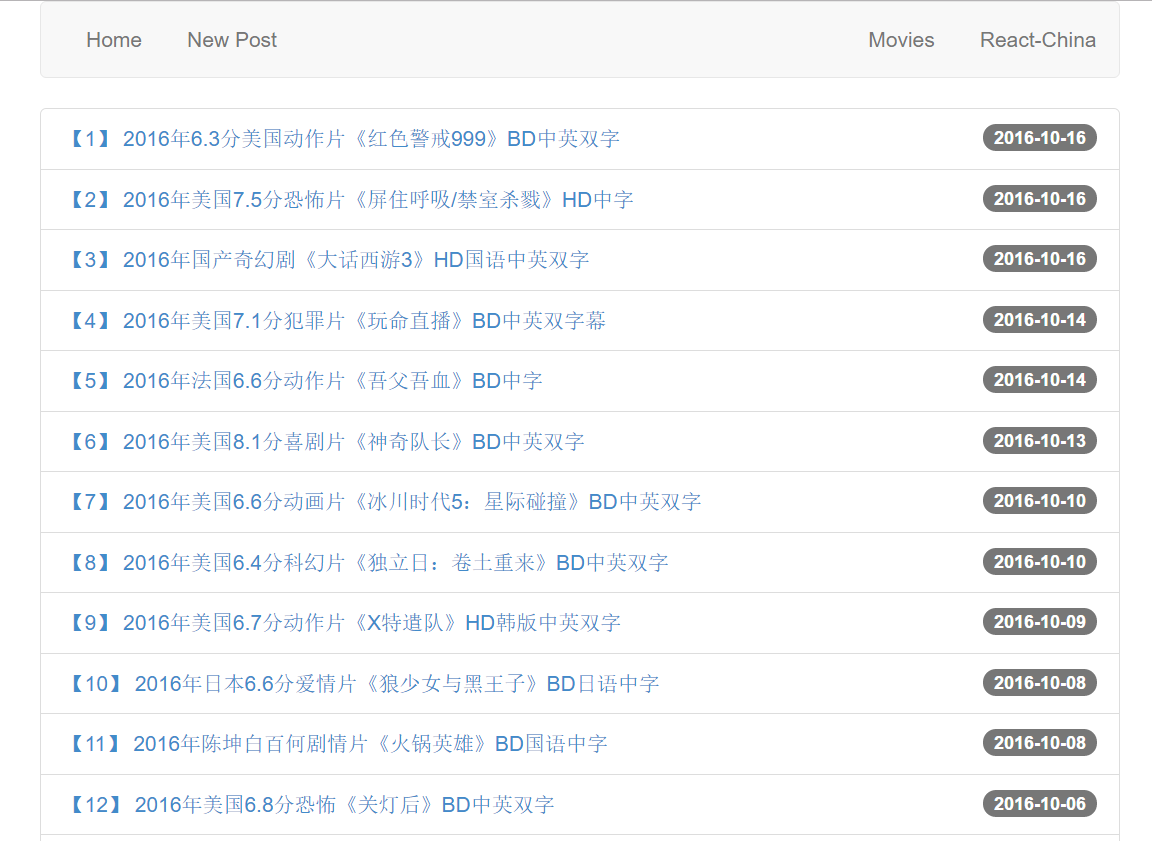 Home New Post Movies React-China
【1】 2016年6.3分美国动作片《红色警戒999》BD中英双字 2016-10-16
【2】 2016年美国7.5分恐怖片《屏住呼吸/禁室杀戮》HD中字 2016-10-16
【3】 2016年国产奇幻剧《大话西游3》HD国语中英双字 2016-10-16
【4】 2016年美国7.1分犯罪片《玩命直播》BD中英双字幕 2016-10-14
【5】 2016年法国6.6分动作片《吾父吾血》BD中字 2016-10-14
【6】 2016年美国8.1分喜剧片《神奇队长》BD中英双字 2016-10-13
【7】 2016年美国6.6分动画片《冰川时代5：星际碰撞》BD中英双字 2016-10-10
【8】 2016年美国6.4分科幻片《独立日：卷土重来》BD中英双字 2016-10-10
【9】 2016年美国6.7分动作片《X特遣队》HD韩版中英双字 2016-10-09
【10】 2016年日本6.6分爱情片《狼少女与黑王子》BD日语中字 2016-10-08
【11】 2016年陈坤白百何剧情片《火锅英雄》BD国语中字 2016-10-08
【12】 2016年美国6.8分恐怖《关灯后》BD中英双字 2016-10-06